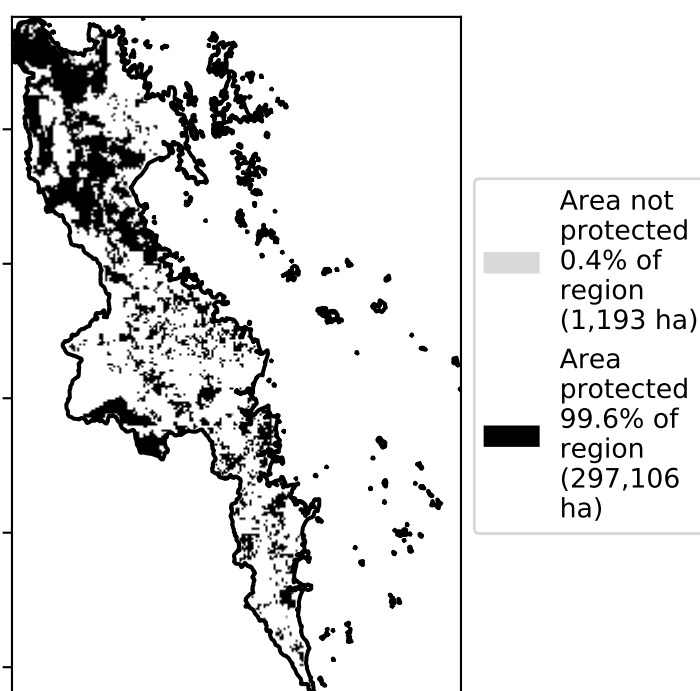 Area not
protected
0.4% of
region
(1,193 ha)
Area
protected
99.6% of
region
(297,106
ha)